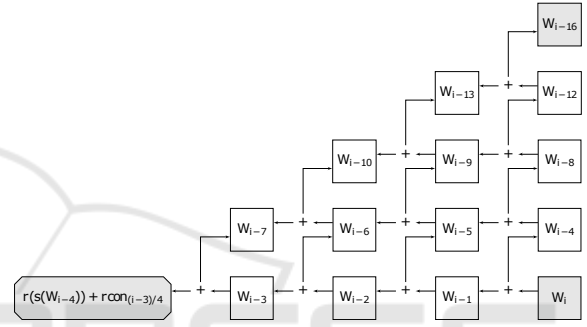 W_{i−16}
W_{i−13} + W_{i−12}
W_{i−10} + W_{i−9} + W_{i−8}
W_{i−7} + W_{i−6} + W_{i−5} + W_{i−4}
r(s(W_{i−4})) + rcon_{(i−3)/4} + W_{i−3} + W_{i−2} + W_{i−1} + W_i